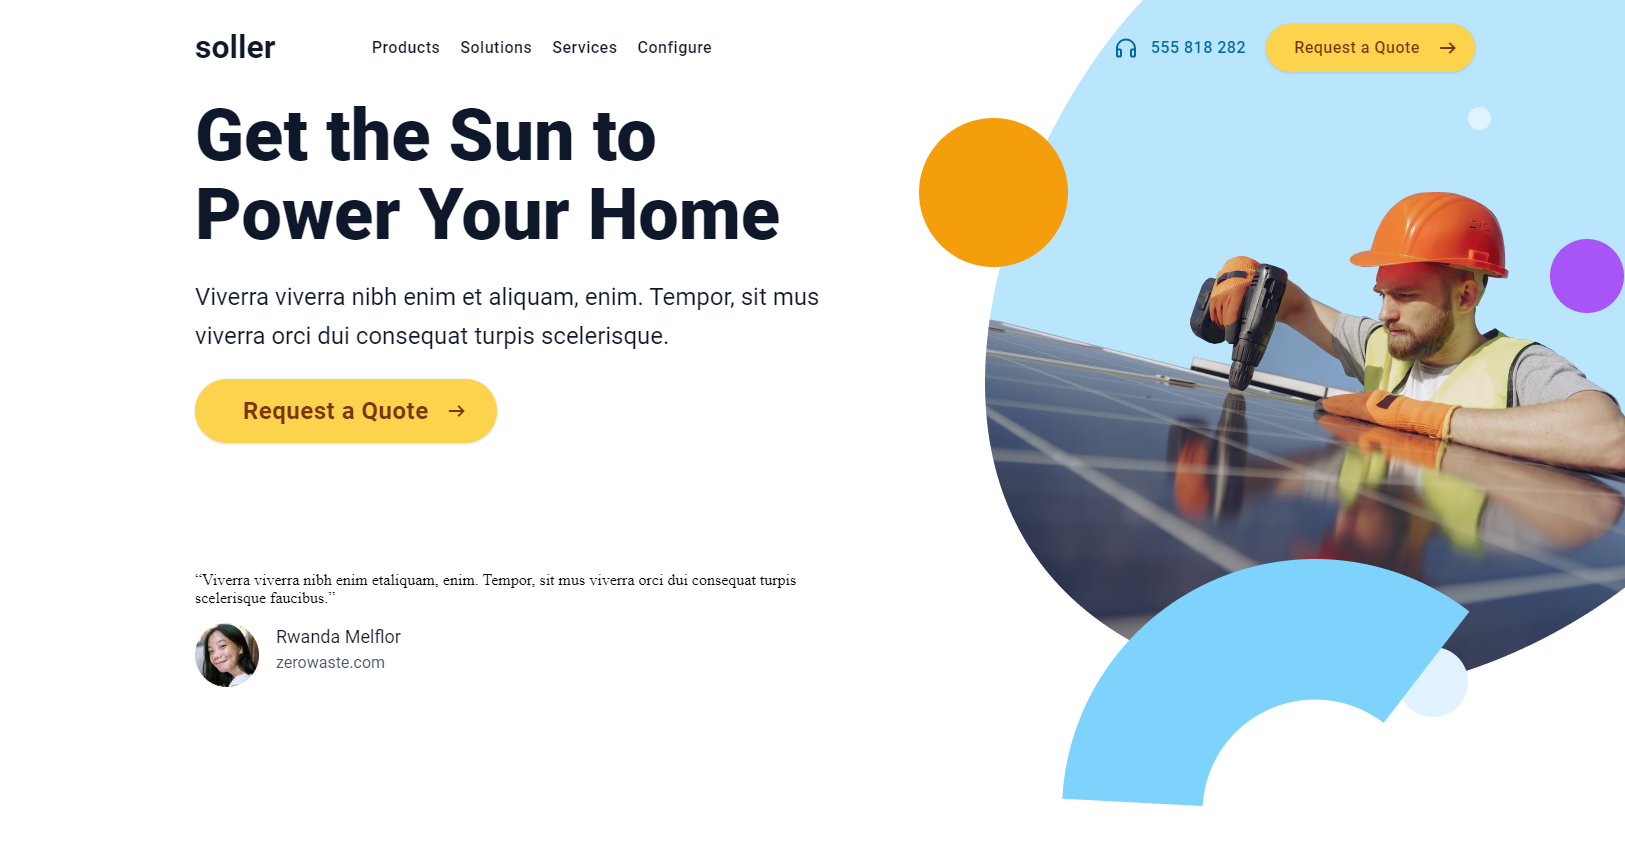 soller
Products Solutions Services Configure
555 818 282
Request a Quote
Get the Sun to
Power Your Home
Viverra viverra nibh enim et aliquam, enim. Tempor, sit mus
viverra orci dui consequat turpis scelerisque.
Request a Quote
“Viverra viverra nibh enim etaliquam, enim. Tempor, sit mus viverra orci dui consequat turpis
scelerisque faucibus.”
Rwanda Melflor
zerowaste.com